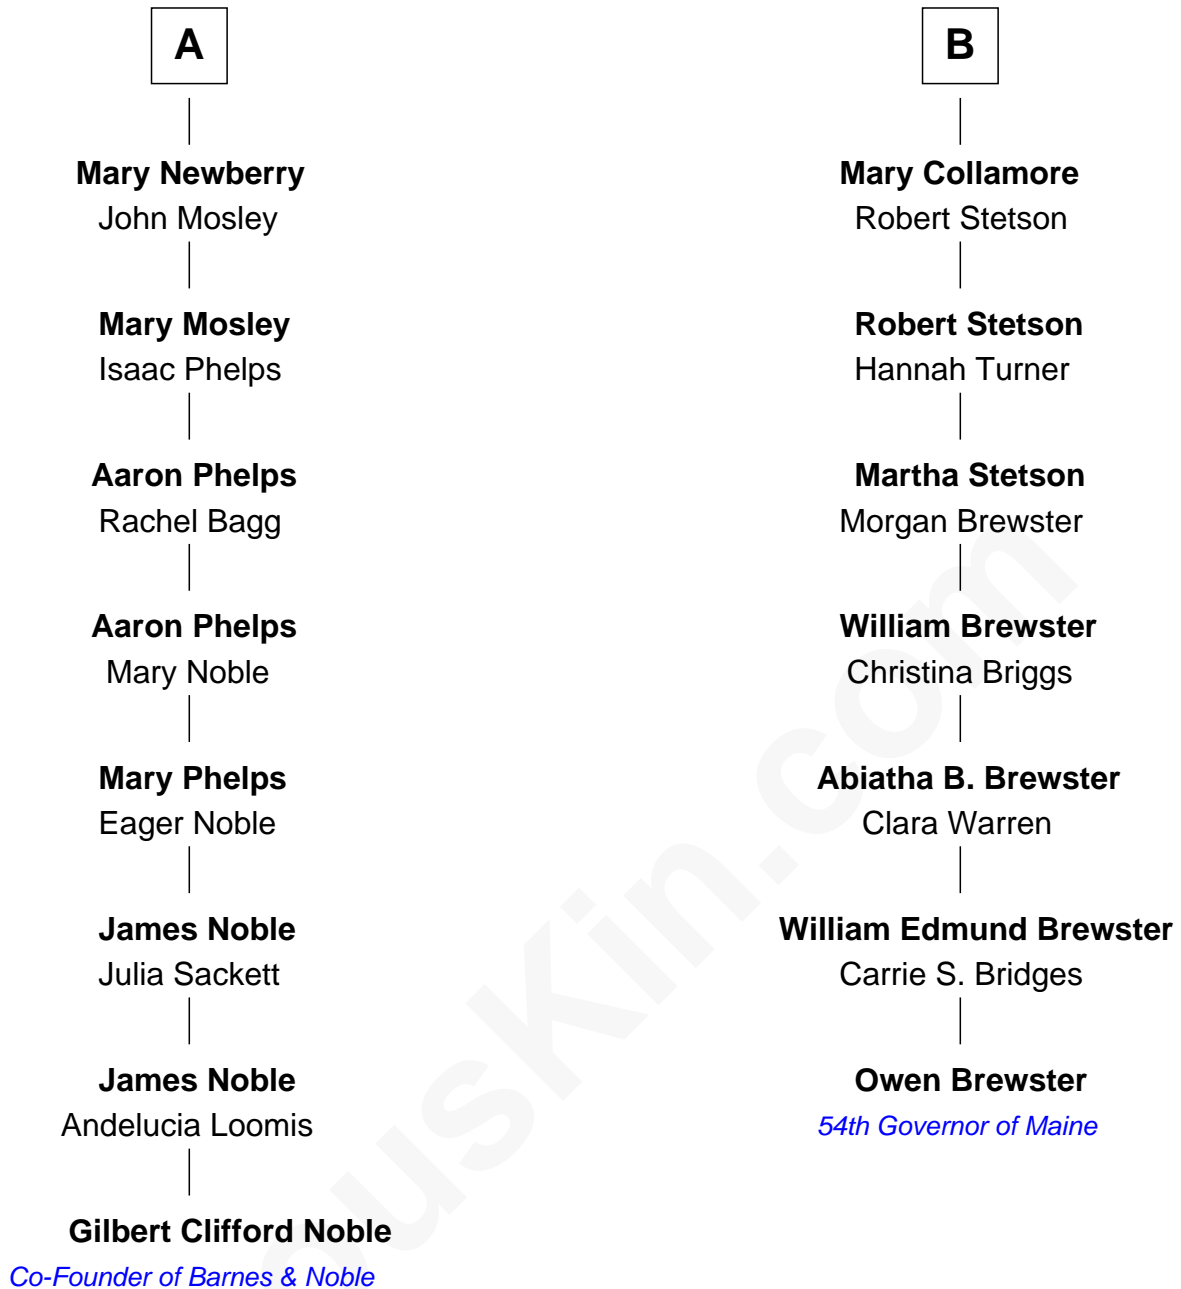 A
Mary Newberry
John Mosley
Mary Mosley
Isaac Phelps
Aaron Phelps
Rachel Bagg
Aaron Phelps
Mary Noble
Mary Phelps
Eager Noble
James Noble
Julia Sackett
James Noble
Andelucia Loomis
Gilbert Clifford Noble
Co-Founder of Barnes & Noble
B
Mary Collamore
Robert Stetson
Robert Stetson
Hannah Turner
Martha Stetson
Morgan Brewster
William Brewster
Christina Briggs
Abiatha B. Brewster
Clara Warren
William Edmund Brewster
Carrie S. Bridges
Owen Brewster
54th Governor of Maine
ousKin.com